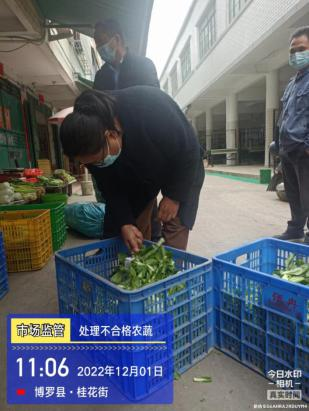 市场监管 处理不合格农蔬
11:06 2022年12月01日
博罗县·桂花街
今日水印
相机
真实时间